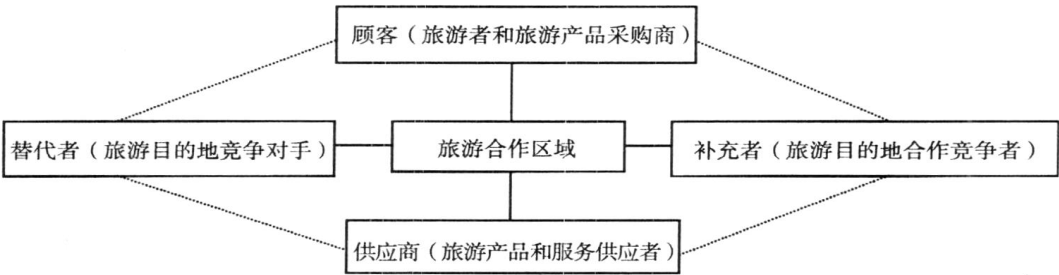 顾客（旅游者和旅游产品采购商）
替代者（旅游目的地竞争对手）
旅游合作区域
补充者（旅游目的地合作竞争者）
供应商（旅游产品和服务供应者）